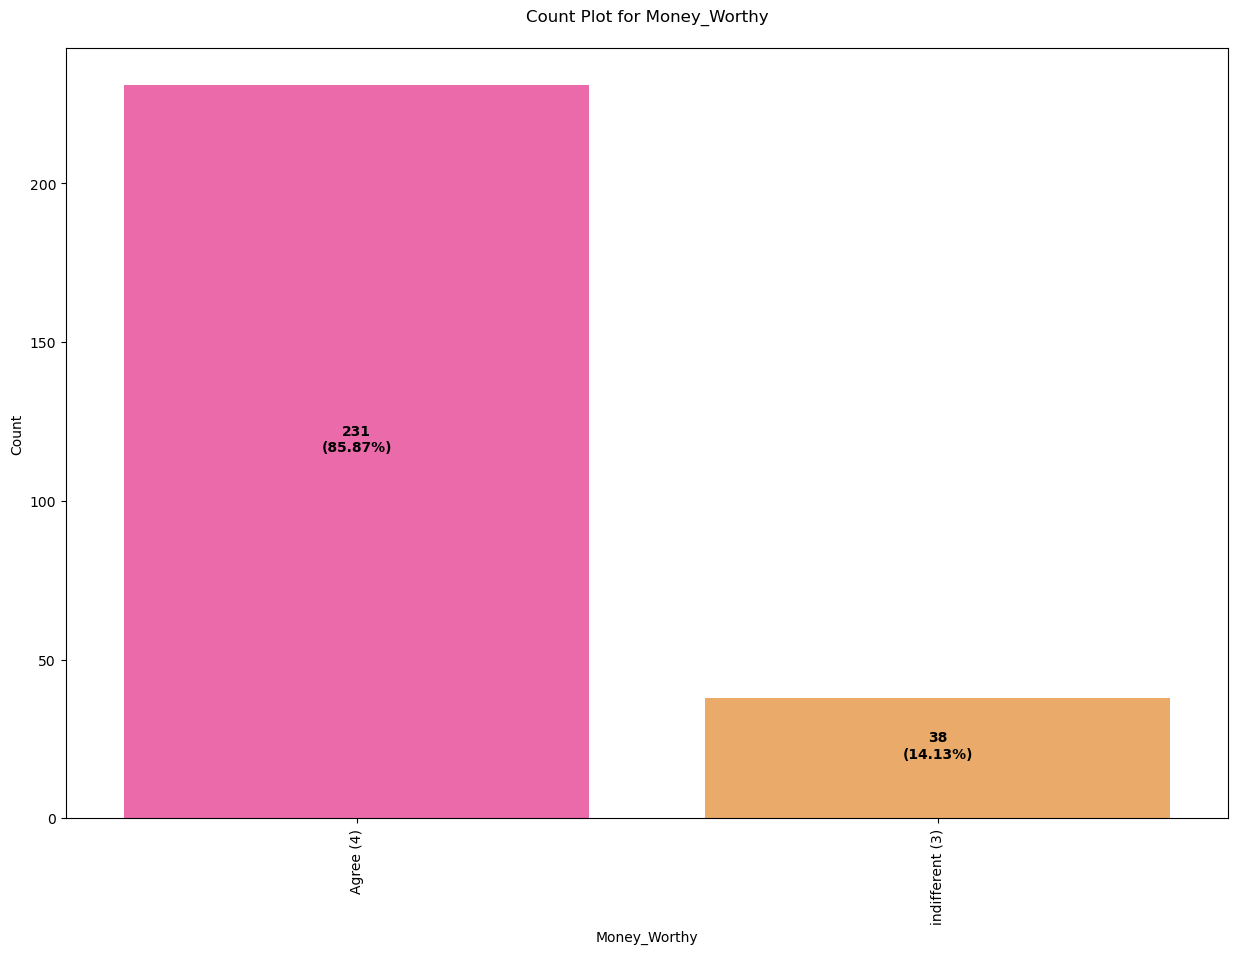 Count Plot for Money_Worthy
Count
200
150
100
50
0
231
(85.87%)
38
(14.13%)
Agree (4)
indifferent (3)
Money_Worthy